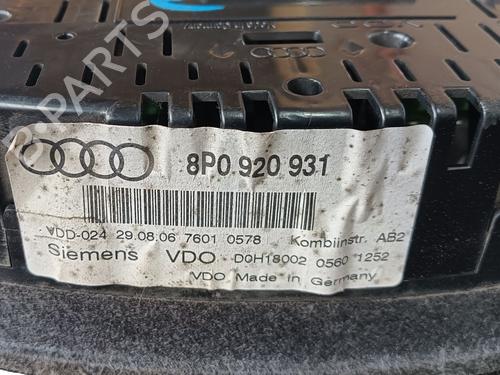 8P0 920 931
VDD-024 29.08.06 7601 0578 Kombiinstr. AB2
Siemens VDO D0H18002 0560 1252
VDO Made in Germany
B-PARTS